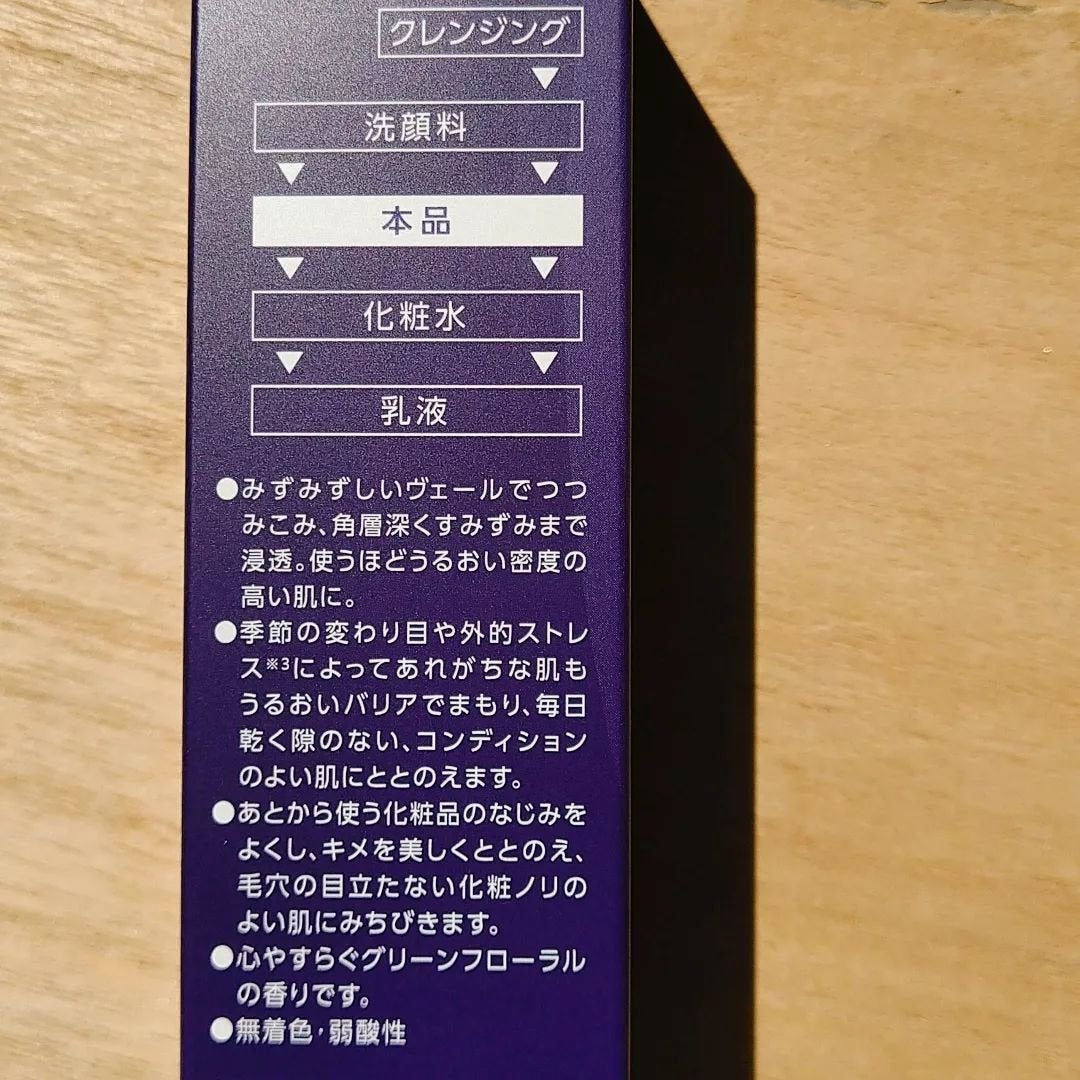 クレンジング
▼
洗顔料
▼ ▼
本品
▼ ▼
化粧水
▼ ▼
乳液
●みずみずしいヴェールでつつ
みこみ、角層深くすみずみまで
浸透。使うほどうるおい密度の
高い肌に。
●季節の変わり目や外的ストレ
ス※3によってあれがちな肌も
うるおいバリアでまもり、毎日
乾く隙のない、コンディション
のよい肌にととのえます。
●あとから使う化粧品のなじみを
よくし、キメを美しくととのえ、
毛穴の目立たない化粧ノリの
よい肌にみちびきます。
●心やすらぐグリーンフローラル
の香りです。
●無着色・弱酸性